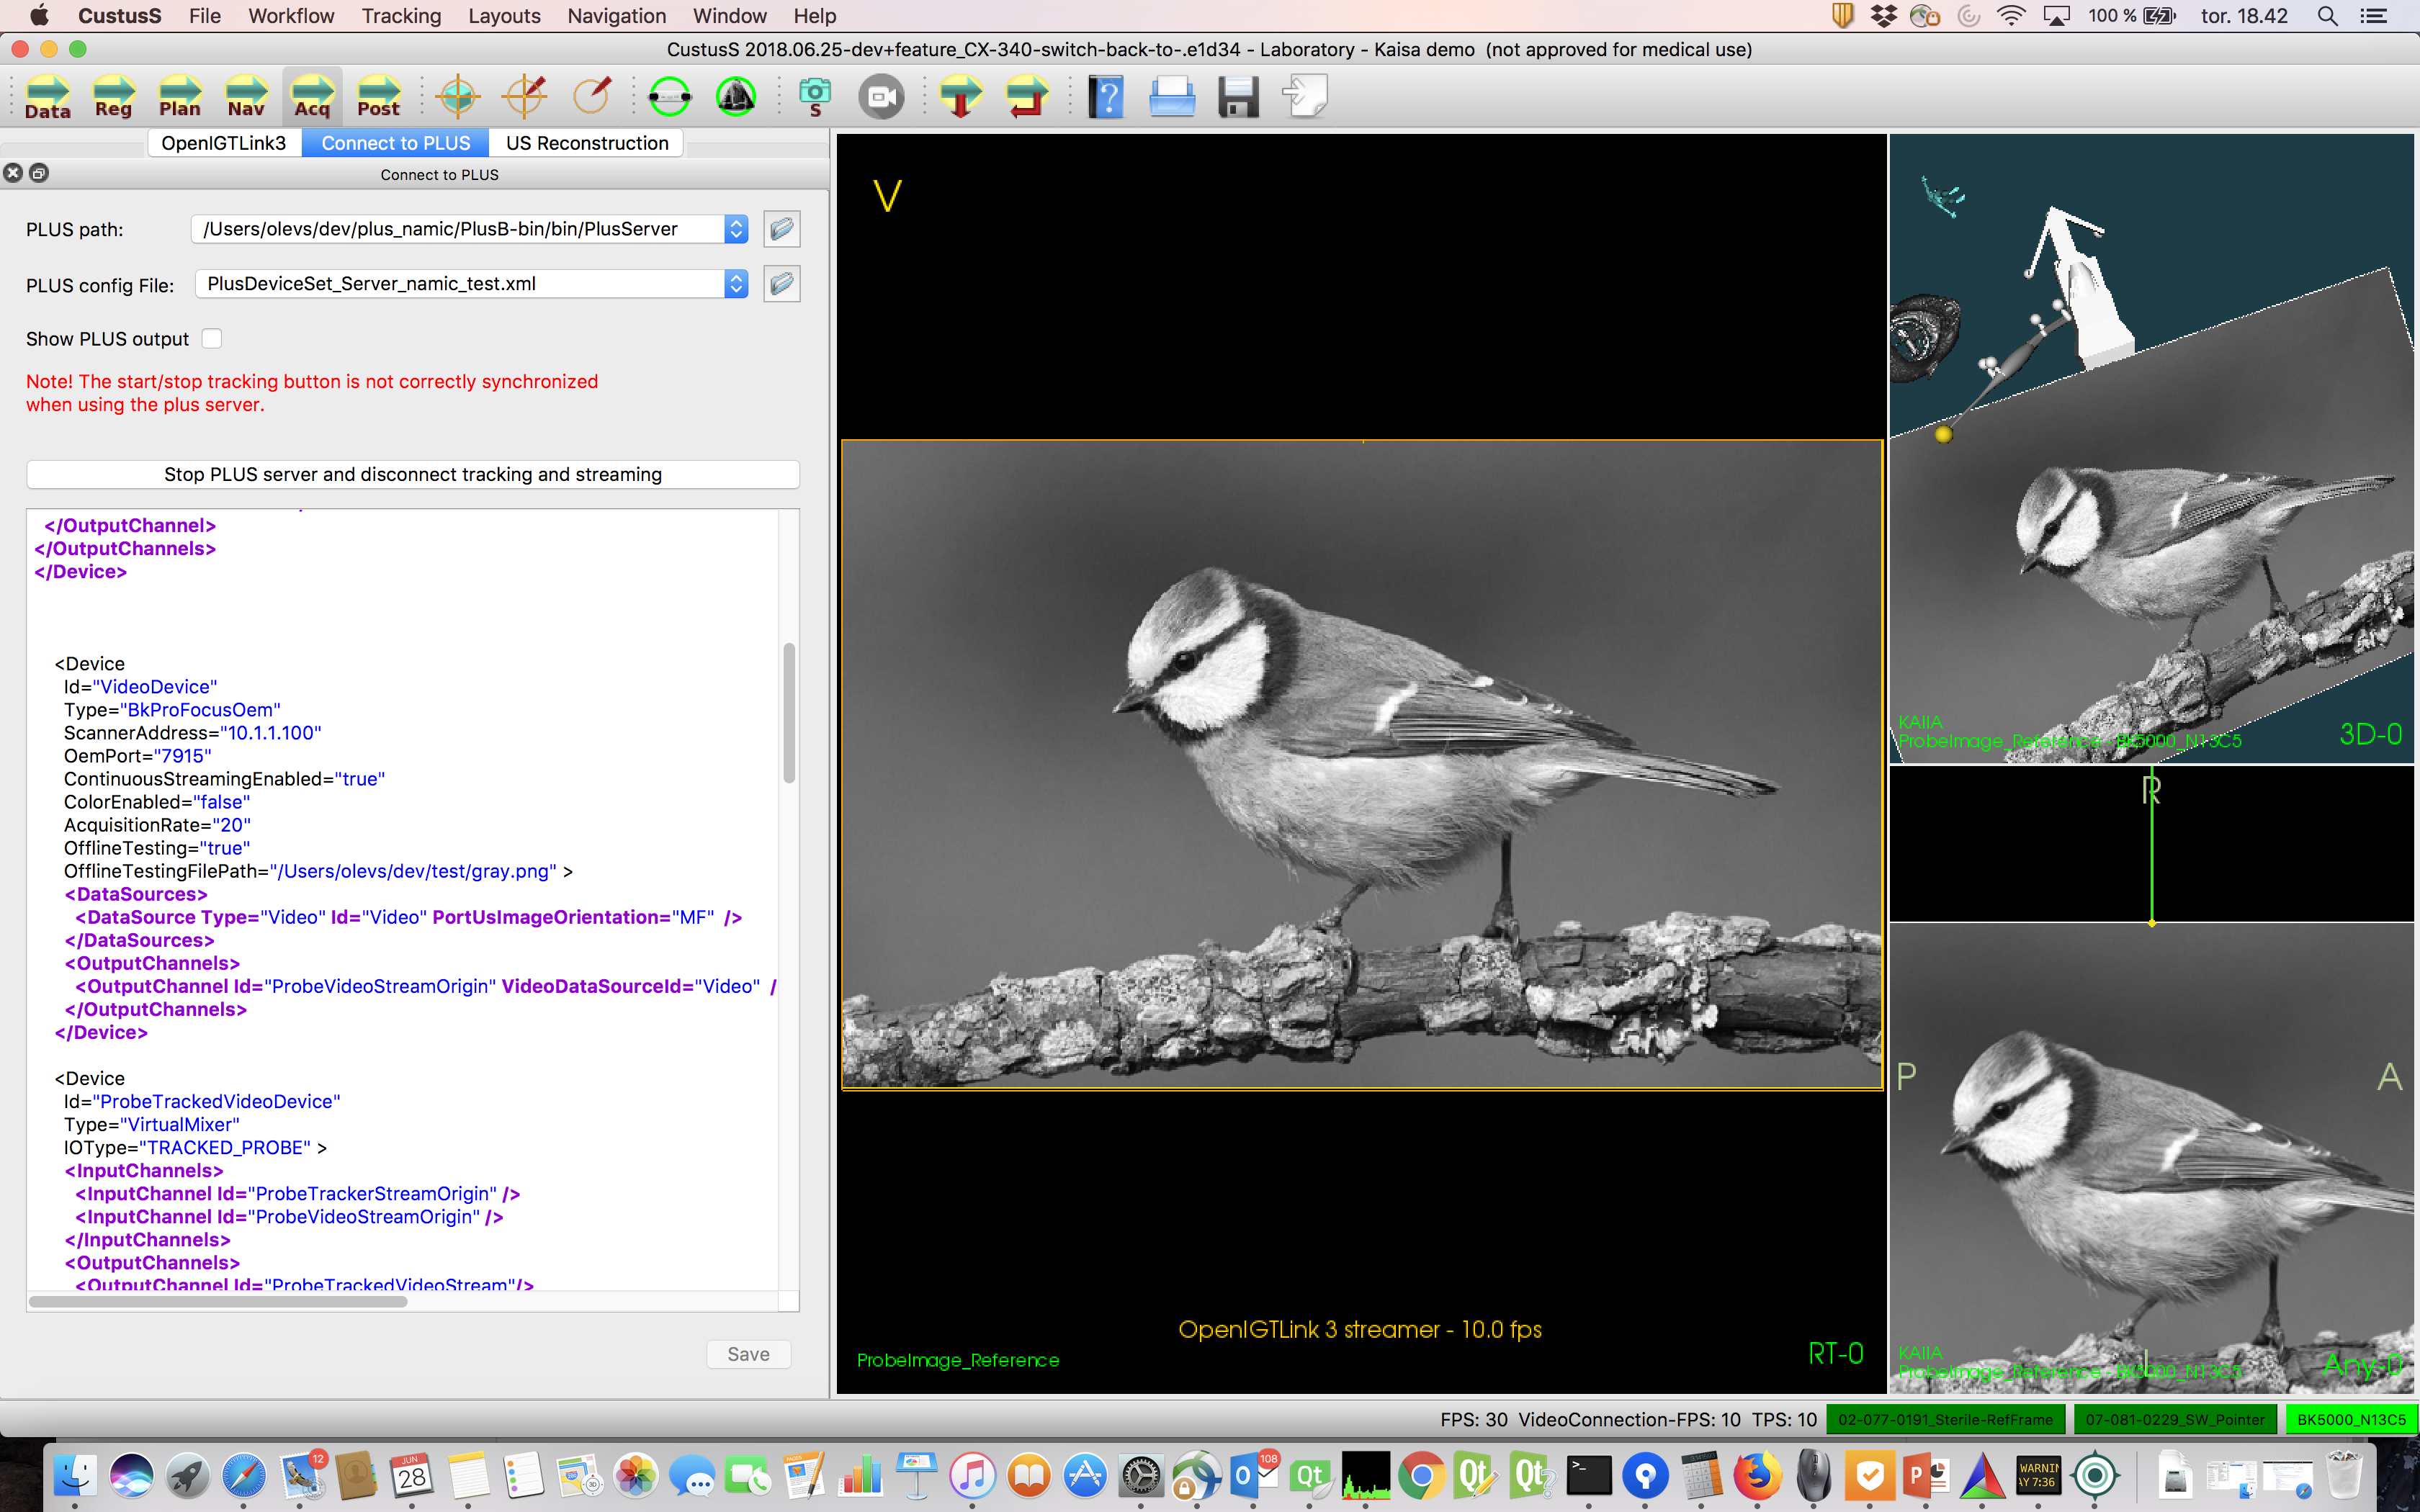 CustusS File Workflow Tracking Layouts Navigation Window Help 100 % tor. 18.42
CustusS 2018.06.25-dev+feature_CX-340-switch-back-to-.e1d34 - Laboratory - Kaisa demo (not approved for medical use)
Data Reg Plan Nav Acq Post S ?
OpenIGTLink3 Connect to PLUS US Reconstruction
Connect to PLUS
PLUS path: /Users/olevs/dev/plus_namic/PlusB-bin/bin/PlusServer
PLUS config File: PlusDeviceSet_Server_namic_test.xml
Show PLUS output
Note! The start/stop tracking button is not correctly synchronized
when using the plus server.
Stop PLUS server and disconnect tracking and streaming
</OutputChannel>
</OutputChannels>
</Device>
<Device
Id="VideoDevice"
Type="BkProFocusOem"
ScannerAddress="10.1.1.100"
OemPort="7915"
ContinuousStreamingEnabled="true"
ColorEnabled="false"
AcquisitionRate="20"
OfflineTesting="true"
OfflineTestingFilePath="/Users/olevs/dev/test/gray.png" >
<DataSources>
<DataSource Type="Video" Id="Video" PortUsImageOrientation="MF" />
</DataSources>
<OutputChannels>
<OutputChannel Id="ProbeVideoStreamOrigin" VideoDataSourceId="Video" /
</OutputChannels>
</Device>
<Device
Id="ProbeTrackedVideoDevice"
Type="VirtualMixer"
IOType="TRACKED_PROBE" >
<InputChannels>
<InputChannel Id="ProbeTrackerStreamOrigin" />
<InputChannel Id="ProbeVideoStreamOrigin" />
</InputChannels>
<OutputChannels>
<OutputChannel Id="ProbeTrackedVideoStream"/>
Save
V
OpenIGTLink 3 streamer - 10.0 fps
ProbeImage_Reference
RT-0
KAIIA
ProbeImage_Reference - BK5000_N13C5
3D-0
R
P
A
KAIIA
ProbeImage_Reference - BK5000_N13C5
Any-0
FPS: 30 VideoConnection-FPS: 10 TPS: 10 02-077-0191_Sterile-RefFrame 07-081-0229_SW_Pointer BK5000_N13C5
12
JUN
28
108
Qt
Qt
Qt
WARNIN
AY 7:36